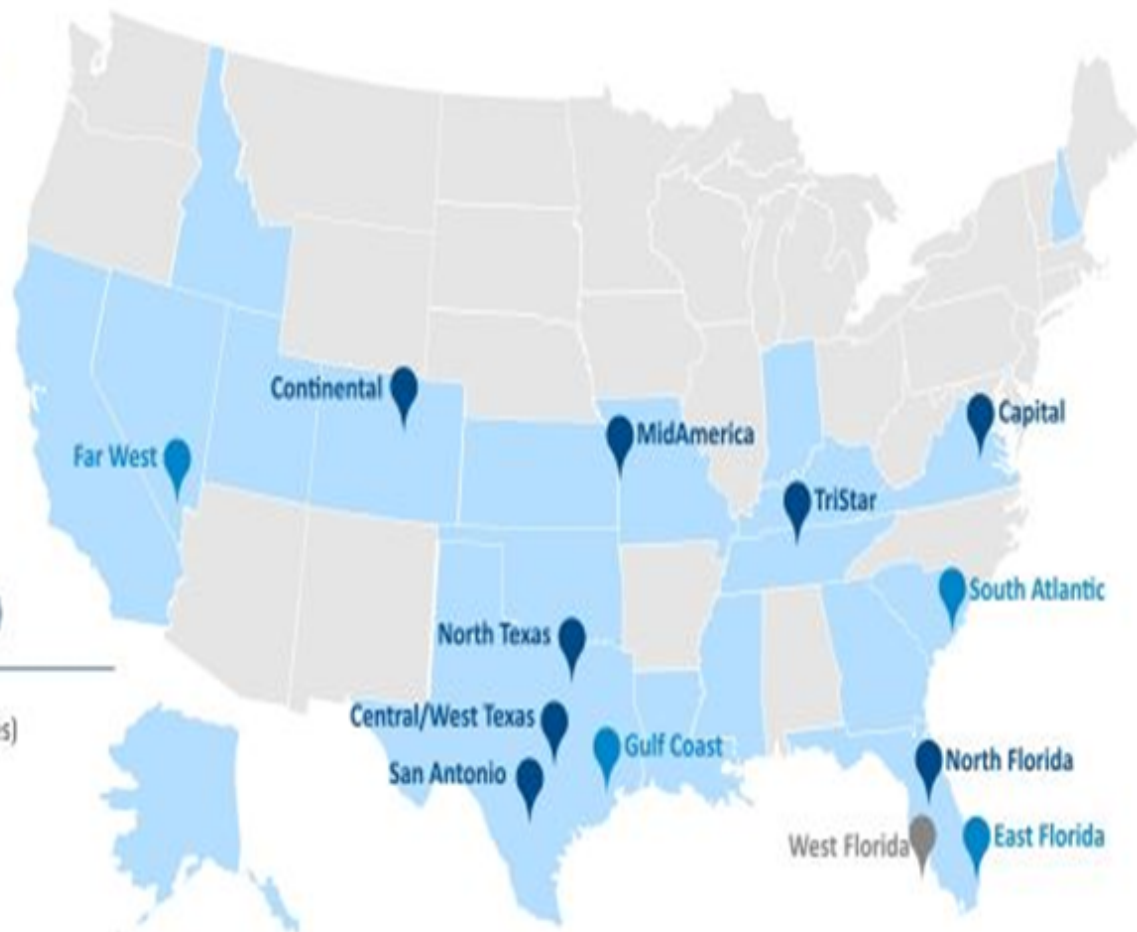 Continental
Capital
MidAmerica
Far West
TriStar
South Atlantic
North Texas
Central/West Texas
Gulf Coast
San Antonio
North Florida
West Florida
East Florida